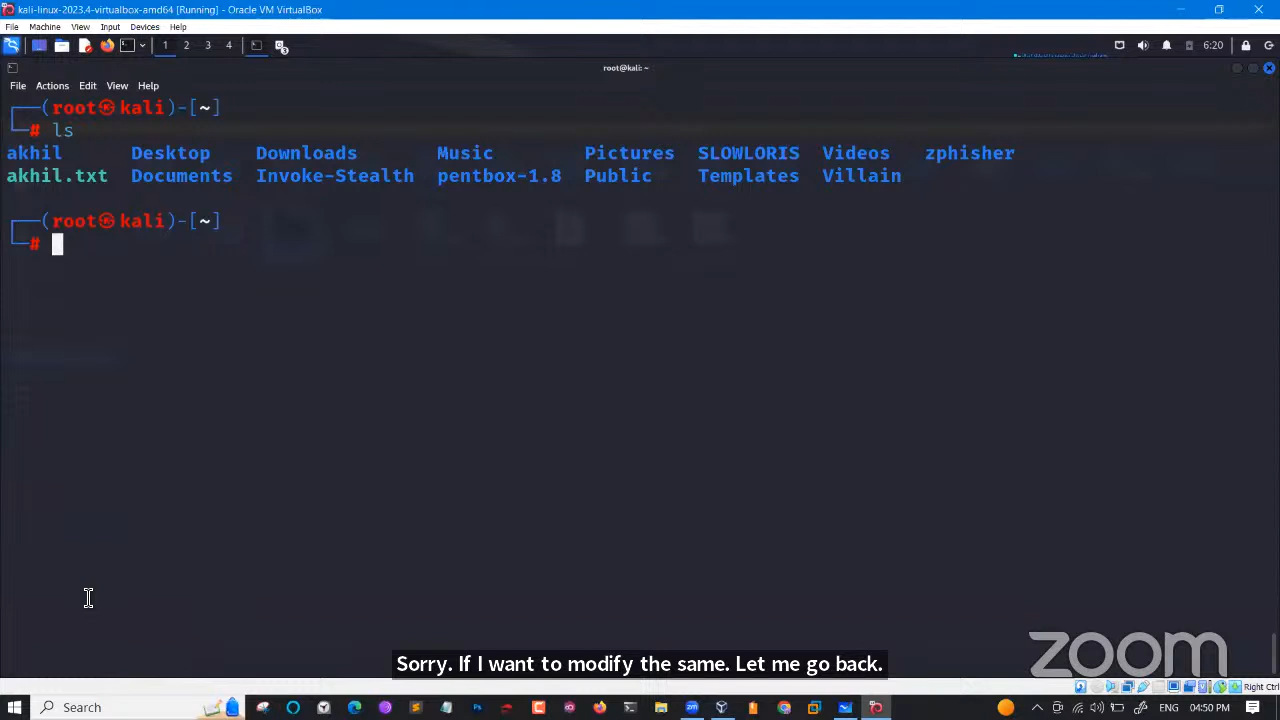 kali-linux-2023.4-virtualbox-amd64 [Running] - Oracle VM VirtualBox
File Machine View Input Devices Help
1 2 3 4 6:20
root@kali: ~
File Actions Edit View Help
┌──(root㉿kali)-[~]
└─# ls
akhil Desktop Downloads Music Pictures SLOWLORIS Videos zphisher
akhil.txt Documents Invoke-Stealth pentbox-1.8 Public Templates Villain
┌──(root㉿kali)-[~]
└─#
Sorry. If I want to modify the same. Let me go back.
zoom
Right Ctrl
Search ENG 04:50 PM